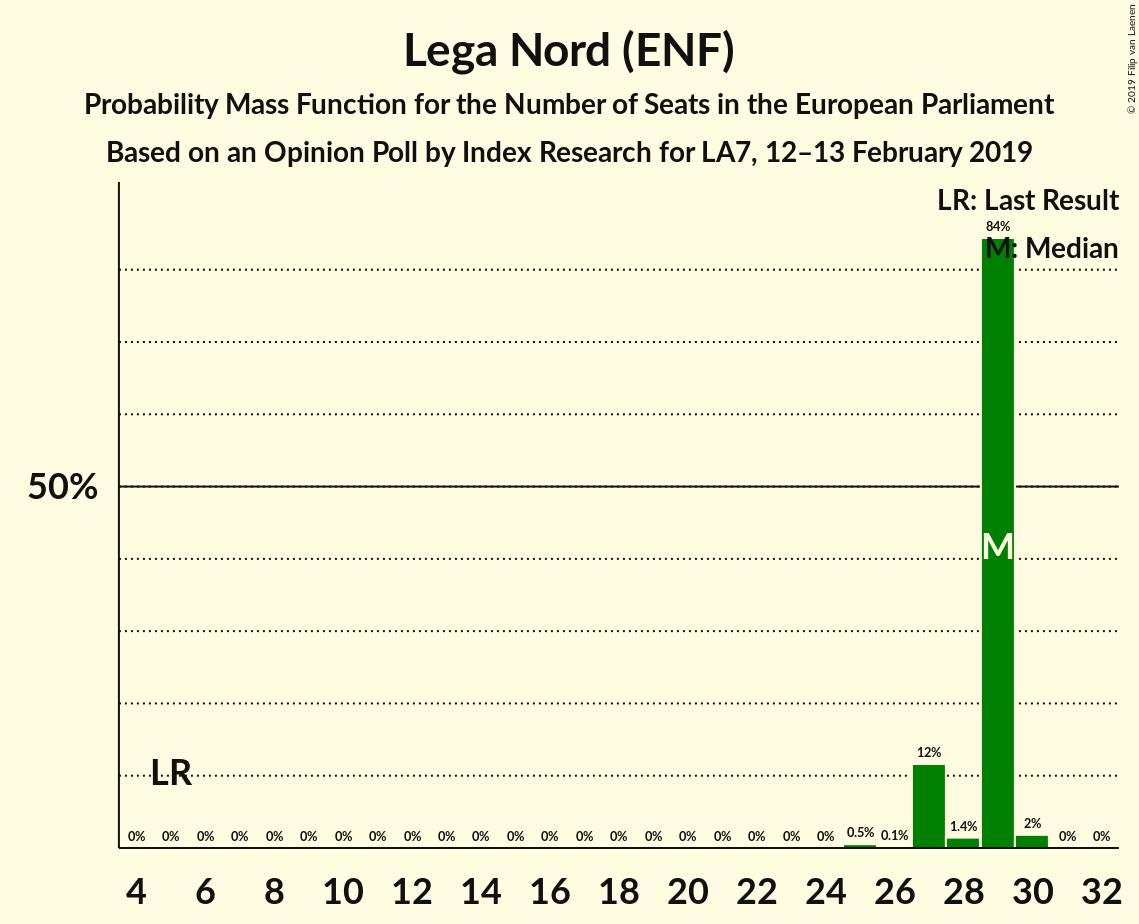 Lega Nord (ENF)
Probability Mass Function for the Number of Seats in the European Parliament
Based on an Opinion Poll by Index Research for LA7, 12–13 February 2019
© 2019 Filip van Laenen
LR: Last Result
M: Median
84%
50%
M
LR
0% 0% 0% 0% 0% 0% 0% 0% 0% 0% 0% 0% 0% 0% 0% 0% 0% 0% 0% 0% 0% 0.5% 0.1% 12% 1.4% 2% 0% 0%
4 6 8 10 12 14 16 18 20 22 24 26 28 30 32